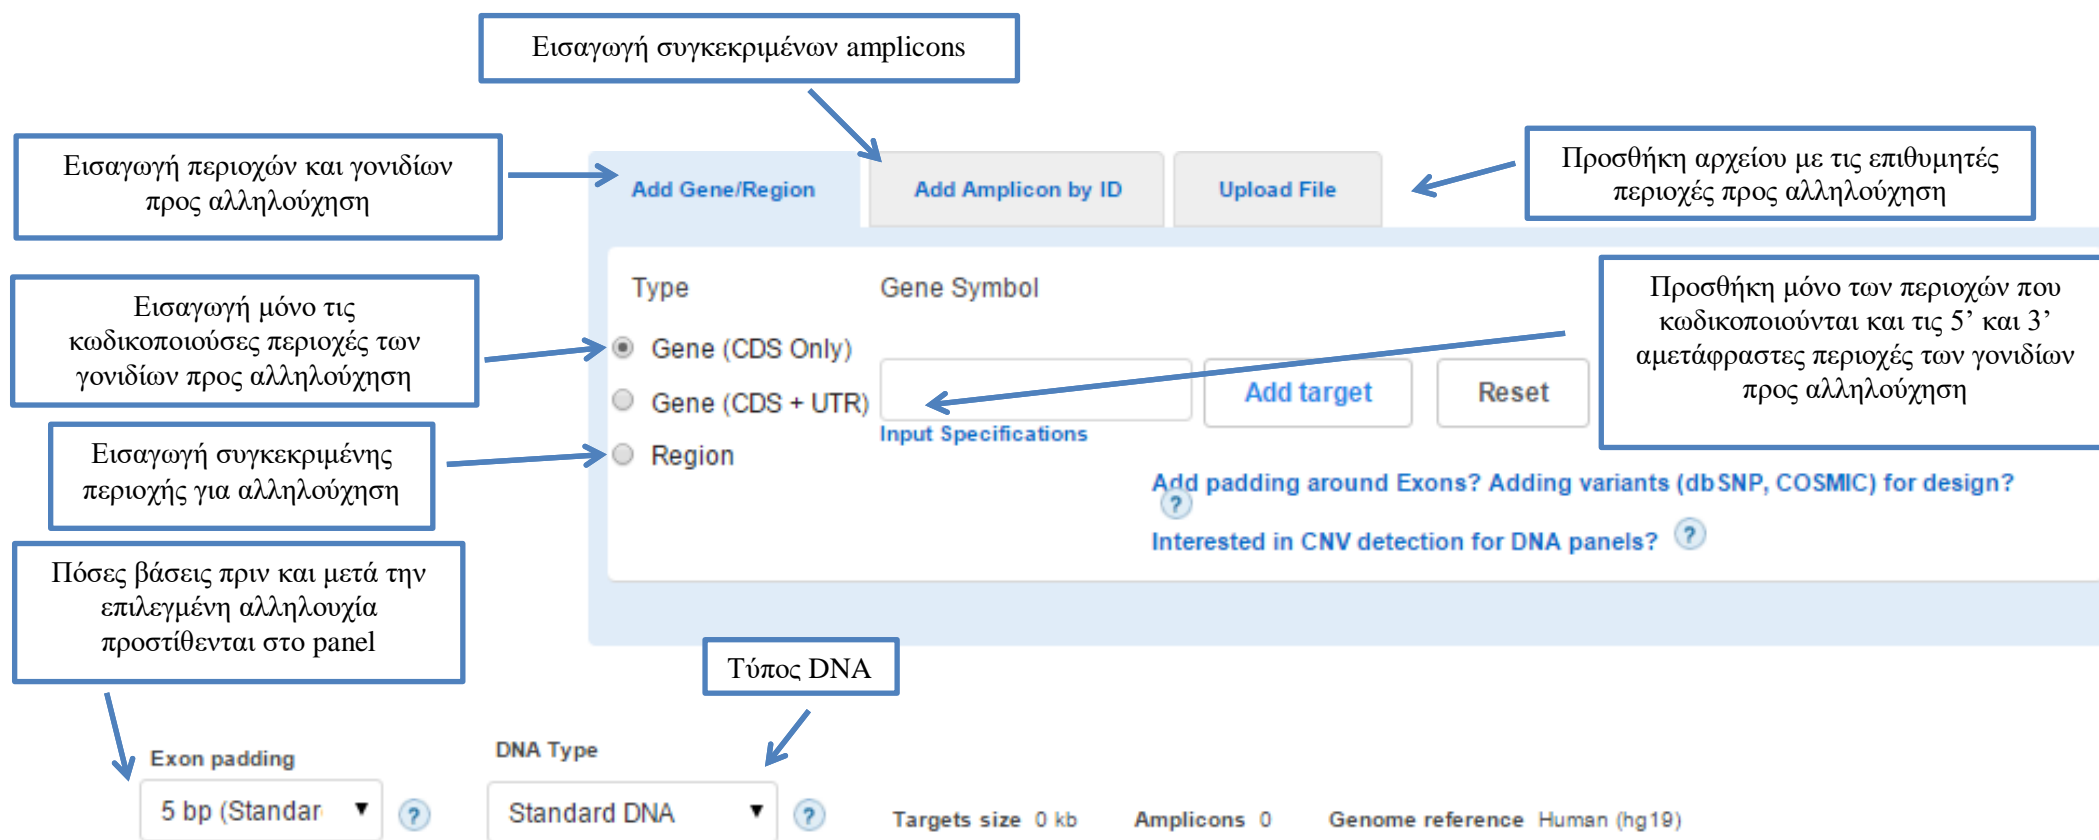 Εισαγωγή συγκεκριμένων amplicons
Εισαγωγή περιοχών και γονιδίων
προς αλληλούχηση
Προσθήκη αρχείου με τις επιθυμητές
περιοχές προς αλληλούχηση
Add Gene/Region
Add Amplicon by ID
Upload File
Εισαγωγή μόνο τις
κωδικοποιούσες περιοχές των
γονιδίων προς αλληλούχηση
Type
Gene Symbol
Προσθήκη μόνο των περιοχών που
κωδικοποιούνται και τις 5’ και 3’
αμετάφραστες περιοχές των γονιδίων
προς αλληλούχηση
Gene (CDS Only)
Gene (CDS + UTR)
Region
Add target
Reset
Input Specifications
Εισαγωγή συγκεκριμένης
περιοχής για αλληλούχηση
Add padding around Exons? Adding variants (dbSNP, COSMIC) for design?
?
Interested in CNV detection for DNA panels? ?
Πόσες βάσεις πριν και μετά την
επιλεγμένη αλληλουχία
προστίθενται στο panel
Τύπος DNA
Exon padding
5 bp (Standar ?
DNA Type
Standard DNA ?
Targets size 0 kb
Amplicons 0
Genome reference Human (hg19)